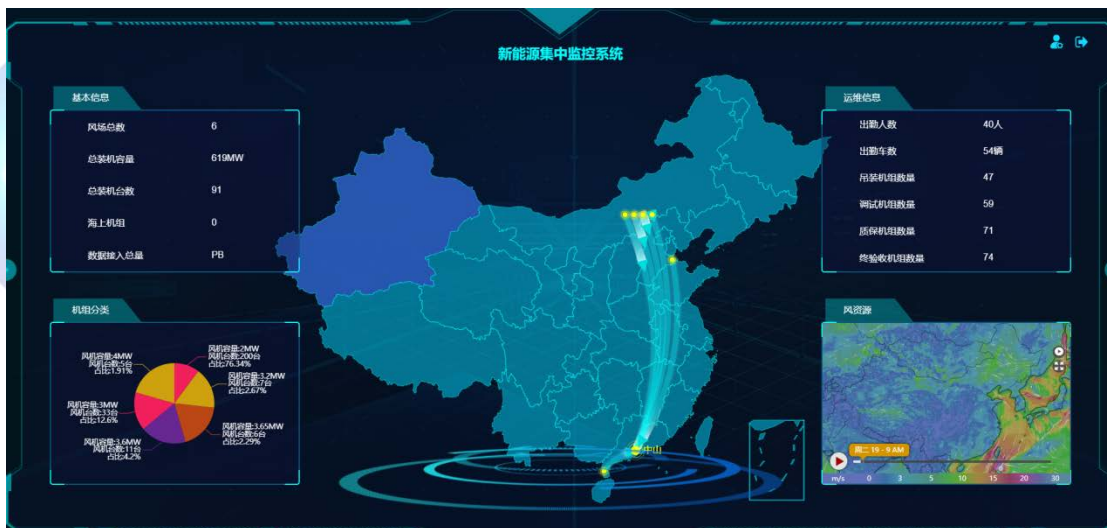 新能源集中监控系统
基本信息
风场总数 6
总装机容量 619MW
总装机台数 91
海上机组 0
数据接入总量 PB
机组分类
风机容量:4MW
风机台数:5台
占比:1.91%
风机容量:2MW
风机台数:200台
占比:76.34%
风机容量:3.2MW
风机台数:7台
占比:2.67%
风机容量:3MW
风机台数:33台
占比:12.6%
风机容量:3.65MW
风机台数:6台
占比:2.29%
风机容量:3.6MW
风机台数:11台
占比:4.2%
中山
运维信息
出勤人数 40人
出勤车数 54辆
吊装机组数量 47
调试机组数量 59
质保机组数量 71
终验收机组数量 74
风资源
周二 19 - 9 AM
m/s 0 3 5 10 15 20 30